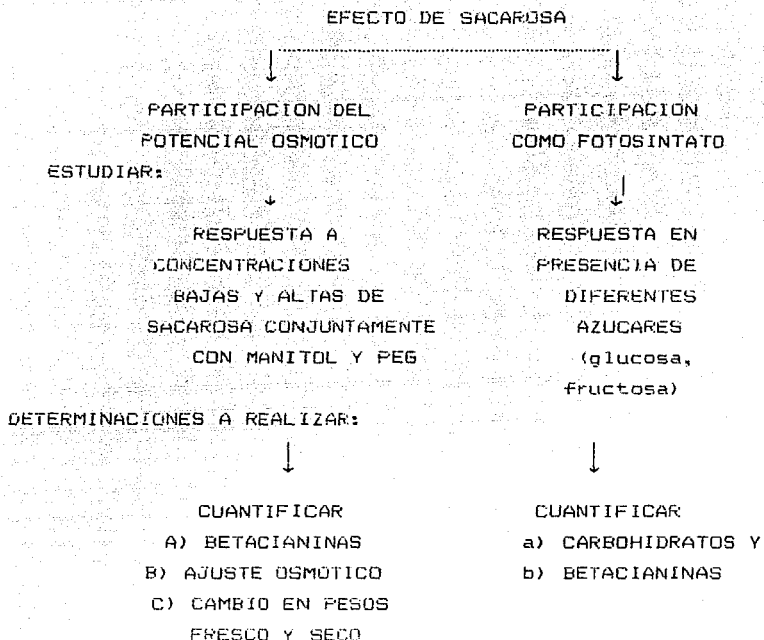 EFECTO DE SACAROSA
PARTICIPACION DEL
POTENCIAL OSMOTICO
ESTUDIAR:
RESPUESTA A
CONCENTRACIONES
BAJAS Y ALTAS DE
SACAROSA CONJUNTAMENTE
CON MANITOL Y PEG
PARTICIPACION
COMO FOTOSINTATO
RESPUESTA EN
PRESENCIA DE
DIFERENTES
AZUCARES
(glucosa,
fructosa)
DETERMINACIONES A REALIZAR:
CUANTIFICAR
A) BETACIANINAS
B) AJUSTE OSMOTICO
C) CAMBIO EN PESOS
FRESCO Y SECO
CUANTIFICAR
a) CARBOHIDRATOS Y
b) BETACIANINAS